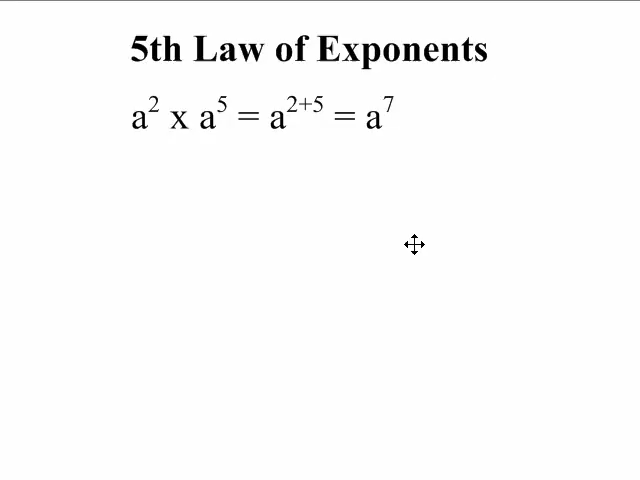 5th Law of Exponents
a² x a⁵ = a²⁺⁵ = a⁷